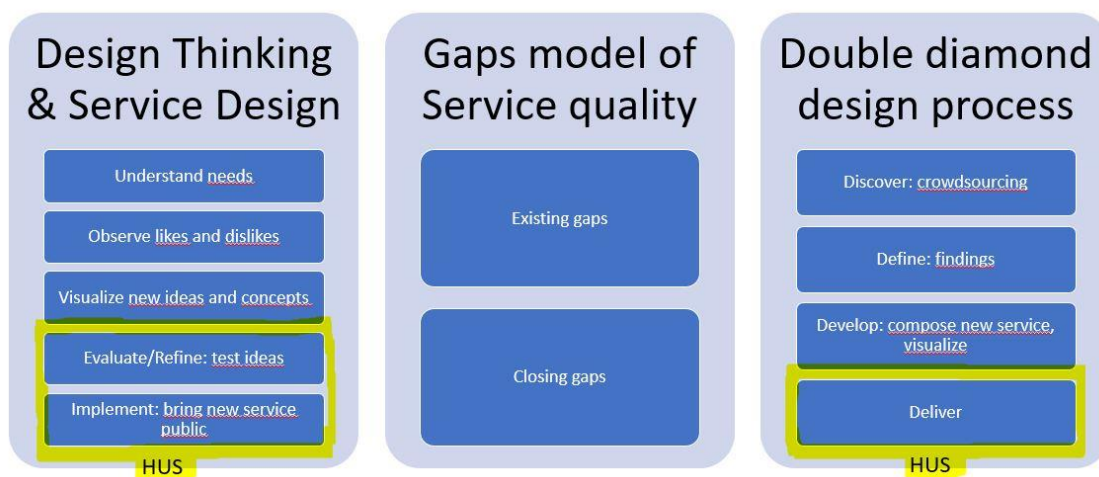 Design Thinking
& Service Design
Understand needs
Observe likes and dislikes
Visualize new ideas and concepts
Evaluate/Refine: test ideas
Implement: bring new service
public
HUS
Gaps model of
Service quality
Existing gaps
Closing gaps
Double diamond
design process
Discover: crowdsourcing
Define: findings
Develop: compose new service,
visualize
Deliver
HUS